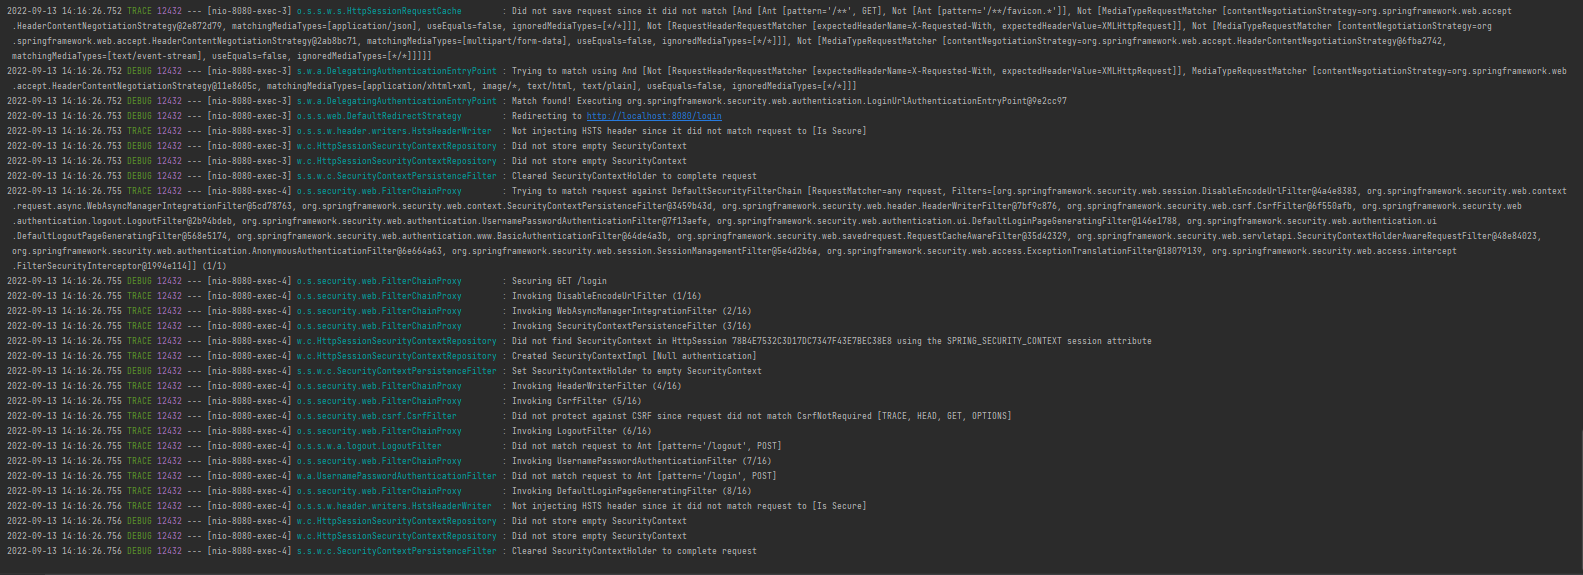 2022-09-13 14:16:26.752 TRACE 12432 --- [nio-8080-exec-3] o.s.s.w.s.HttpSessionRequestCache        : Did not save request since it did not match [And [Ant [pattern='/**', GET], Not [Ant [pattern='/**/favicon.*']], Not [MediaTypeRequestMatcher [contentNegotiationStrategy=org.springframework.web.accept
.HeaderContentNegotiationStrategy@2e872d79, matchingMediaTypes=[application/json], useEquals=false, ignoredMediaTypes=[*/*]]], Not [RequestHeaderRequestMatcher [expectedHeaderName=X-Requested-With, expectedHeaderValue=XMLHttpRequest]], Not [MediaTypeRequestMatcher [contentNegotiationStrategy=org
.springframework.web.accept.HeaderContentNegotiationStrategy@2ab8bc71, matchingMediaTypes=[multipart/form-data], useEquals=false, ignoredMediaTypes=[*/*]]], Not [MediaTypeRequestMatcher [contentNegotiationStrategy=org.springframework.web.accept.HeaderContentNegotiationStrategy@6fba2742,
matchingMediaTypes=[text/event-stream], useEquals=false, ignoredMediaTypes=[*/*]]]]]
2022-09-13 14:16:26.752 DEBUG 12432 --- [nio-8080-exec-3] s.w.a.DelegatingAuthenticationEntryPoint : Trying to match using And [Not [RequestHeaderRequestMatcher [expectedHeaderName=X-Requested-With, expectedHeaderValue=XMLHttpRequest]], MediaTypeRequestMatcher [contentNegotiationStrategy=org.springframework.web
.accept.HeaderContentNegotiationStrategy@11e8605c, matchingMediaTypes=[application/xhtml+xml, image/*, text/html, text/plain], useEquals=false, ignoredMediaTypes=[*/*]]]
2022-09-13 14:16:26.752 DEBUG 12432 --- [nio-8080-exec-3] s.w.a.DelegatingAuthenticationEntryPoint : Match found! Executing org.springframework.security.web.authentication.LoginUrlAuthenticationEntryPoint@9e2cc97
2022-09-13 14:16:26.753 DEBUG 12432 --- [nio-8080-exec-3] o.s.s.web.DefaultRedirectStrategy        : Redirecting to http://localhost:8080/login
2022-09-13 14:16:26.753 TRACE 12432 --- [nio-8080-exec-3] o.s.s.w.header.writers.HstsHeaderWriter  : Not injecting HSTS header since it did not match request to [Is Secure]
2022-09-13 14:16:26.753 DEBUG 12432 --- [nio-8080-exec-3] w.c.HttpSessionSecurityContextRepository : Did not store empty SecurityContext
2022-09-13 14:16:26.753 DEBUG 12432 --- [nio-8080-exec-3] w.c.HttpSessionSecurityContextRepository : Did not store empty SecurityContext
2022-09-13 14:16:26.753 DEBUG 12432 --- [nio-8080-exec-3] s.s.w.c.SecurityContextPersistenceFilter : Cleared SecurityContextHolder to complete request
2022-09-13 14:16:26.755 TRACE 12432 --- [nio-8080-exec-4] o.s.security.web.FilterChainProxy        : Trying to match request against DefaultSecurityFilterChain [RequestMatcher=any request, Filters=[org.springframework.security.web.session.DisableEncodeUrlFilter@4a4e8383, org.springframework.security.web.context
.request.async.WebAsyncManagerIntegrationFilter@5cd78763, org.springframework.security.web.context.SecurityContextPersistenceFilter@3459b43d, org.springframework.security.web.header.HeaderWriterFilter@7bf9c876, org.springframework.security.web.csrf.CsrfFilter@6f550afb, org.springframework.security.web
.authentication.logout.LogoutFilter@2b94bdeb, org.springframework.security.web.authentication.UsernamePasswordAuthenticationFilter@7f13aefe, org.springframework.security.web.authentication.ui.DefaultLoginPageGeneratingFilter@146e1788, org.springframework.security.web.authentication.ui
.DefaultLogoutPageGeneratingFilter@568e5174, org.springframework.security.web.authentication.www.BasicAuthenticationFilter@64de4a3b, org.springframework.security.web.savedrequest.RequestCacheAwareFilter@35d42329, org.springframework.security.web.servletapi.SecurityContextHolderAwareRequestFilter@48e84023,
org.springframework.security.web.authentication.AnonymousAuthenticationFilter@6e664a63, org.springframework.security.web.session.SessionManagementFilter@5e4d2b6a, org.springframework.security.web.access.ExceptionTranslationFilter@18079139, org.springframework.security.web.access.intercept
.FilterSecurityInterceptor@1994e114]] (1/1)
2022-09-13 14:16:26.755 DEBUG 12432 --- [nio-8080-exec-4] o.s.security.web.FilterChainProxy        : Securing GET /login
2022-09-13 14:16:26.755 TRACE 12432 --- [nio-8080-exec-4] o.s.security.web.FilterChainProxy        : Invoking DisableEncodeUrlFilter (1/16)
2022-09-13 14:16:26.755 TRACE 12432 --- [nio-8080-exec-4] o.s.security.web.FilterChainProxy        : Invoking WebAsyncManagerIntegrationFilter (2/16)
2022-09-13 14:16:26.755 TRACE 12432 --- [nio-8080-exec-4] o.s.security.web.FilterChainProxy        : Invoking SecurityContextPersistenceFilter (3/16)
2022-09-13 14:16:26.755 TRACE 12432 --- [nio-8080-exec-4] w.c.HttpSessionSecurityContextRepository : Did not find SecurityContext in HttpSession 78B4E7532C3D17DC7347F43E7BEC38E8 using the SPRING_SECURITY_CONTEXT session attribute
2022-09-13 14:16:26.755 TRACE 12432 --- [nio-8080-exec-4] w.c.HttpSessionSecurityContextRepository : Created SecurityContextImpl [Null authentication]
2022-09-13 14:16:26.755 DEBUG 12432 --- [nio-8080-exec-4] s.s.w.c.SecurityContextPersistenceFilter : Set SecurityContextHolder to empty SecurityContext
2022-09-13 14:16:26.755 TRACE 12432 --- [nio-8080-exec-4] o.s.security.web.FilterChainProxy        : Invoking HeaderWriterFilter (4/16)
2022-09-13 14:16:26.755 TRACE 12432 --- [nio-8080-exec-4] o.s.security.web.FilterChainProxy        : Invoking CsrfFilter (5/16)
2022-09-13 14:16:26.755 TRACE 12432 --- [nio-8080-exec-4] o.s.security.web.csrf.CsrfFilter         : Did not protect against CSRF since request did not match CsrfNotRequired [TRACE, HEAD, GET, OPTIONS]
2022-09-13 14:16:26.755 TRACE 12432 --- [nio-8080-exec-4] o.s.security.web.FilterChainProxy        : Invoking LogoutFilter (6/16)
2022-09-13 14:16:26.755 TRACE 12432 --- [nio-8080-exec-4] o.s.s.w.a.logout.LogoutFilter            : Did not match request to Ant [pattern='/logout', POST]
2022-09-13 14:16:26.755 TRACE 12432 --- [nio-8080-exec-4] o.s.security.web.FilterChainProxy        : Invoking UsernamePasswordAuthenticationFilter (7/16)
2022-09-13 14:16:26.755 TRACE 12432 --- [nio-8080-exec-4] w.a.UsernamePasswordAuthenticationFilter : Did not match request to Ant [pattern='/login', POST]
2022-09-13 14:16:26.755 TRACE 12432 --- [nio-8080-exec-4] o.s.security.web.FilterChainProxy        : Invoking DefaultLoginPageGeneratingFilter (8/16)
2022-09-13 14:16:26.756 TRACE 12432 --- [nio-8080-exec-4] o.s.s.w.header.writers.HstsHeaderWriter  : Not injecting HSTS header since it did not match request to [Is Secure]
2022-09-13 14:16:26.756 DEBUG 12432 --- [nio-8080-exec-4] w.c.HttpSessionSecurityContextRepository : Did not store empty SecurityContext
2022-09-13 14:16:26.756 DEBUG 12432 --- [nio-8080-exec-4] w.c.HttpSessionSecurityContextRepository : Did not store empty SecurityContext
2022-09-13 14:16:26.756 DEBUG 12432 --- [nio-8080-exec-4] s.s.w.c.SecurityContextPersistenceFilter : Cleared SecurityContextHolder to complete request